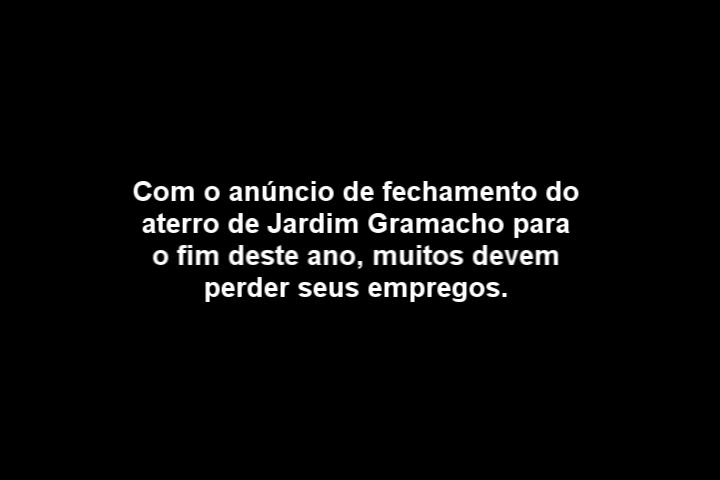 Com o anúncio de fechamento do
aterro de Jardim Gramacho para
o fim deste ano, muitos devem
perder seus empregos.